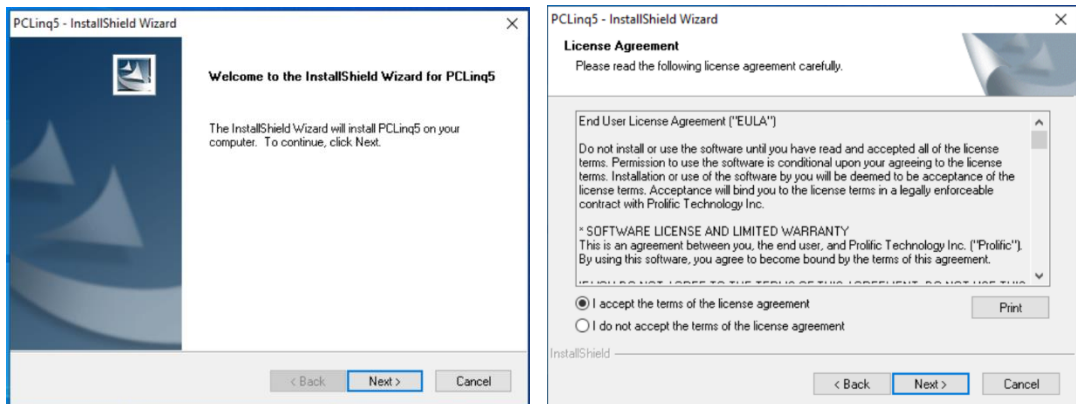 PCLinq5 - InstallShield Wizard
Welcome to the InstallShield Wizard for PCLinq5
The InstallShield Wizard will install PCLinq5 on your
computer. To continue, click Next.
< Back
Next >
Cancel
PCLinq5 - InstallShield Wizard
License Agreement
Please read the following license agreement carefully.
End User License Agreement ("EULA")
Do not install or use the software until you have read and accepted all of the license
terms. Permission to use the software is conditional upon your agreeing to the license
terms. Installation or use of the software by you will be deemed to be acceptance of the
license terms. Acceptance will bind you to the license terms in a legally enforceable
contract with Prolific Technology Inc.
* SOFTWARE LICENSE AND LIMITED WARRANTY
This is an agreement between you, the end user, and Prolific Technology Inc. ("Prolific").
By using this software, you agree to become bound by the terms of this agreement.
I accept the terms of the license agreement
Print
I do not accept the terms of the license agreement
InstallShield
< Back
Next >
Cancel